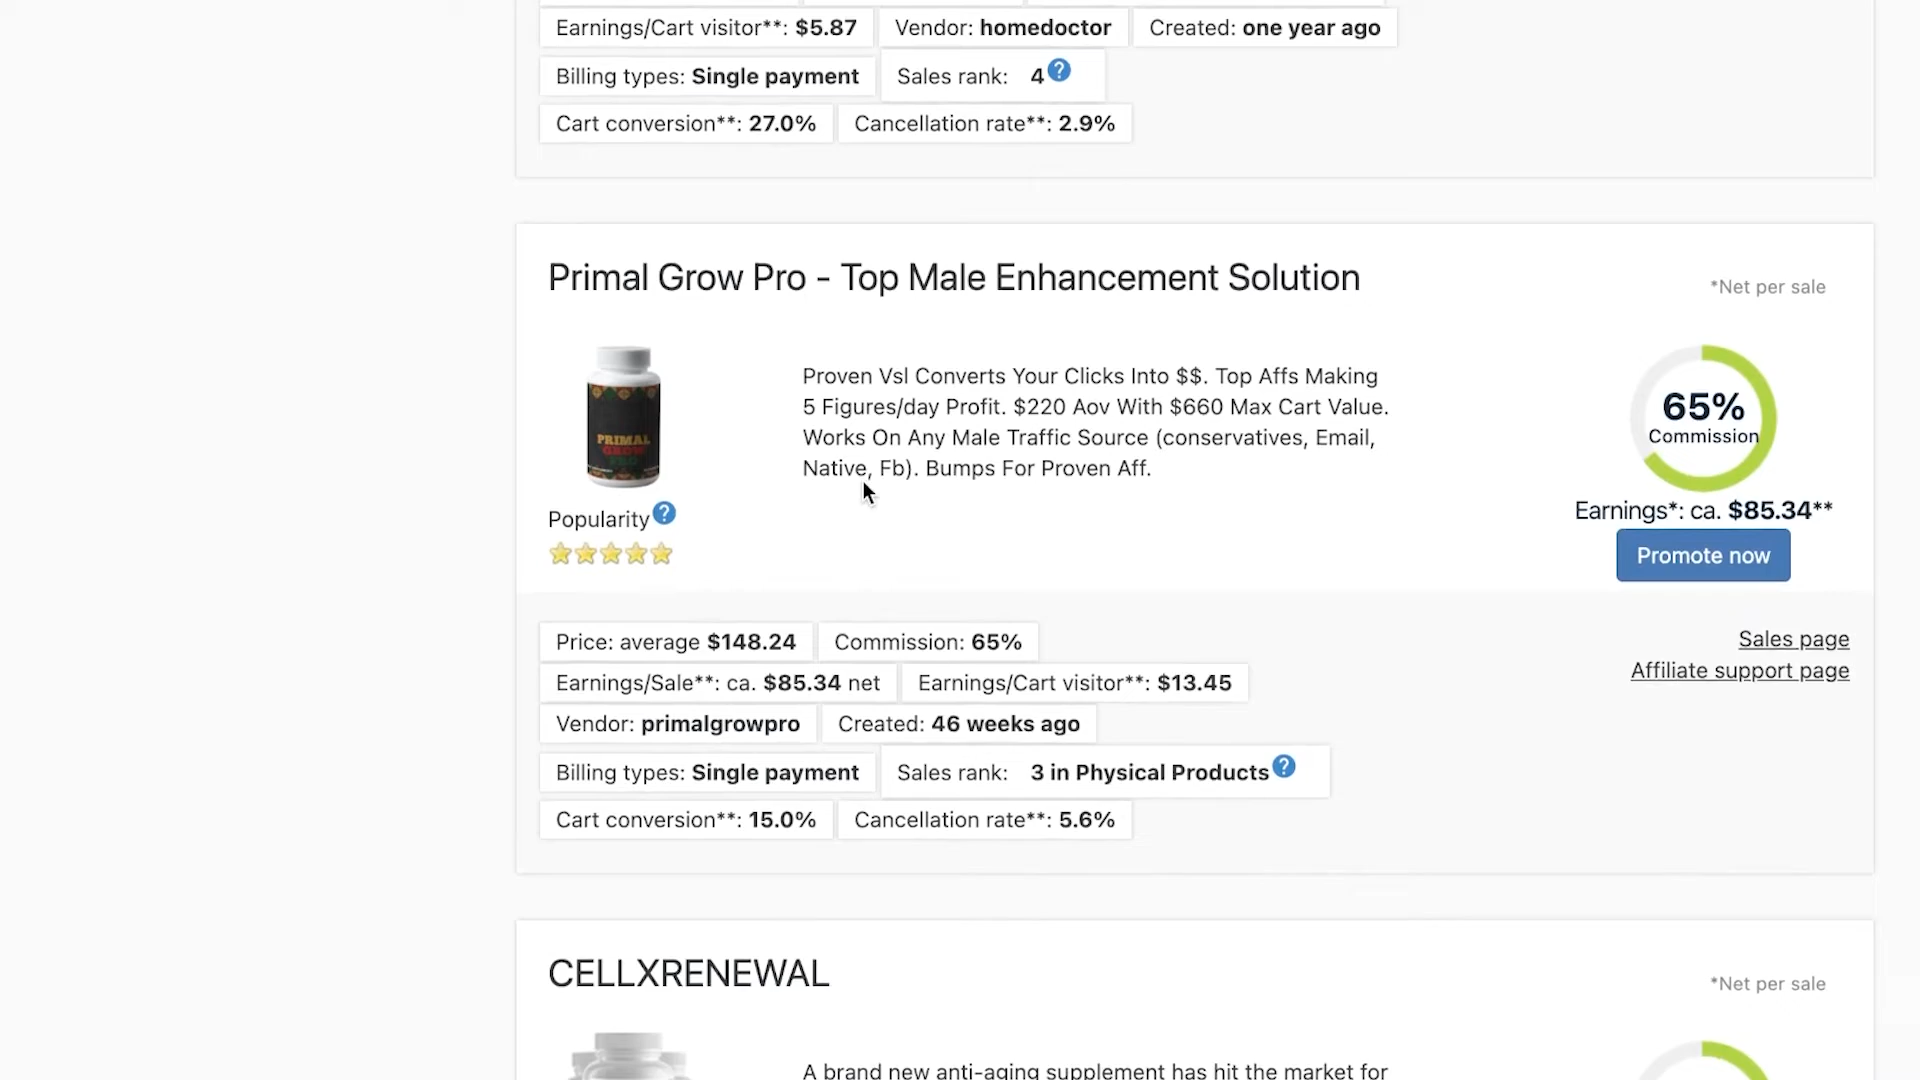 Earnings/Cart visitor**: $5.87 Vendor: homedoctor Created: one year ago
Billing types: Single payment Sales rank: 4 ?
Cart conversion**: 27.0% Cancellation rate**: 2.9%
Primal Grow Pro - Top Male Enhancement Solution
*Net per sale
Proven Vsl Converts Your Clicks Into $$. Top Affs Making
5 Figures/day Profit. $220 Aov With $660 Max Cart Value.
Works On Any Male Traffic Source (conservatives, Email,
Native, Fb). Bumps For Proven Aff.
PRIMAL
GROW
PRO
Popularity ?
65%
Commission
Earnings*: ca. $85.34**
Promote now
Price: average $148.24 Commission: 65%
Earnings/Sale**: ca. $85.34 net Earnings/Cart visitor**: $13.45
Vendor: primalgrowpro Created: 46 weeks ago
Billing types: Single payment Sales rank: 3 in Physical Products ?
Cart conversion**: 15.0% Cancellation rate**: 5.6%
Sales page
Affiliate support page
CELLXRENEWAL
*Net per sale
A brand new anti-aging supplement has hit the market for